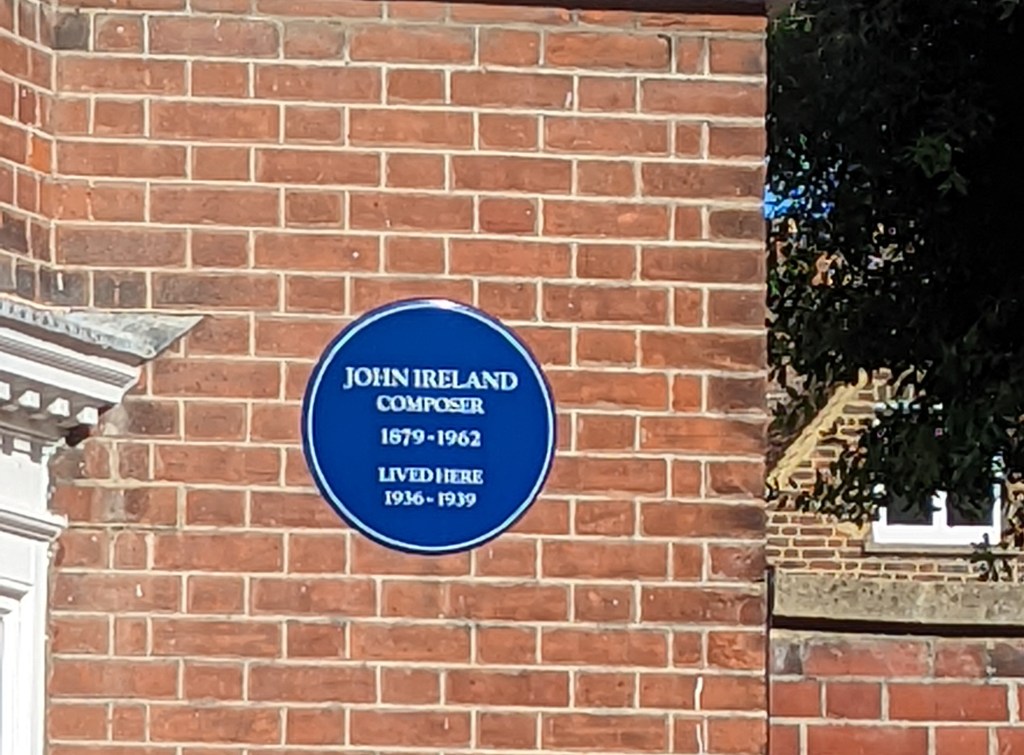 JOHN IRELAND
COMPOSER
1879-1962
LIVED HERE
1936-1939